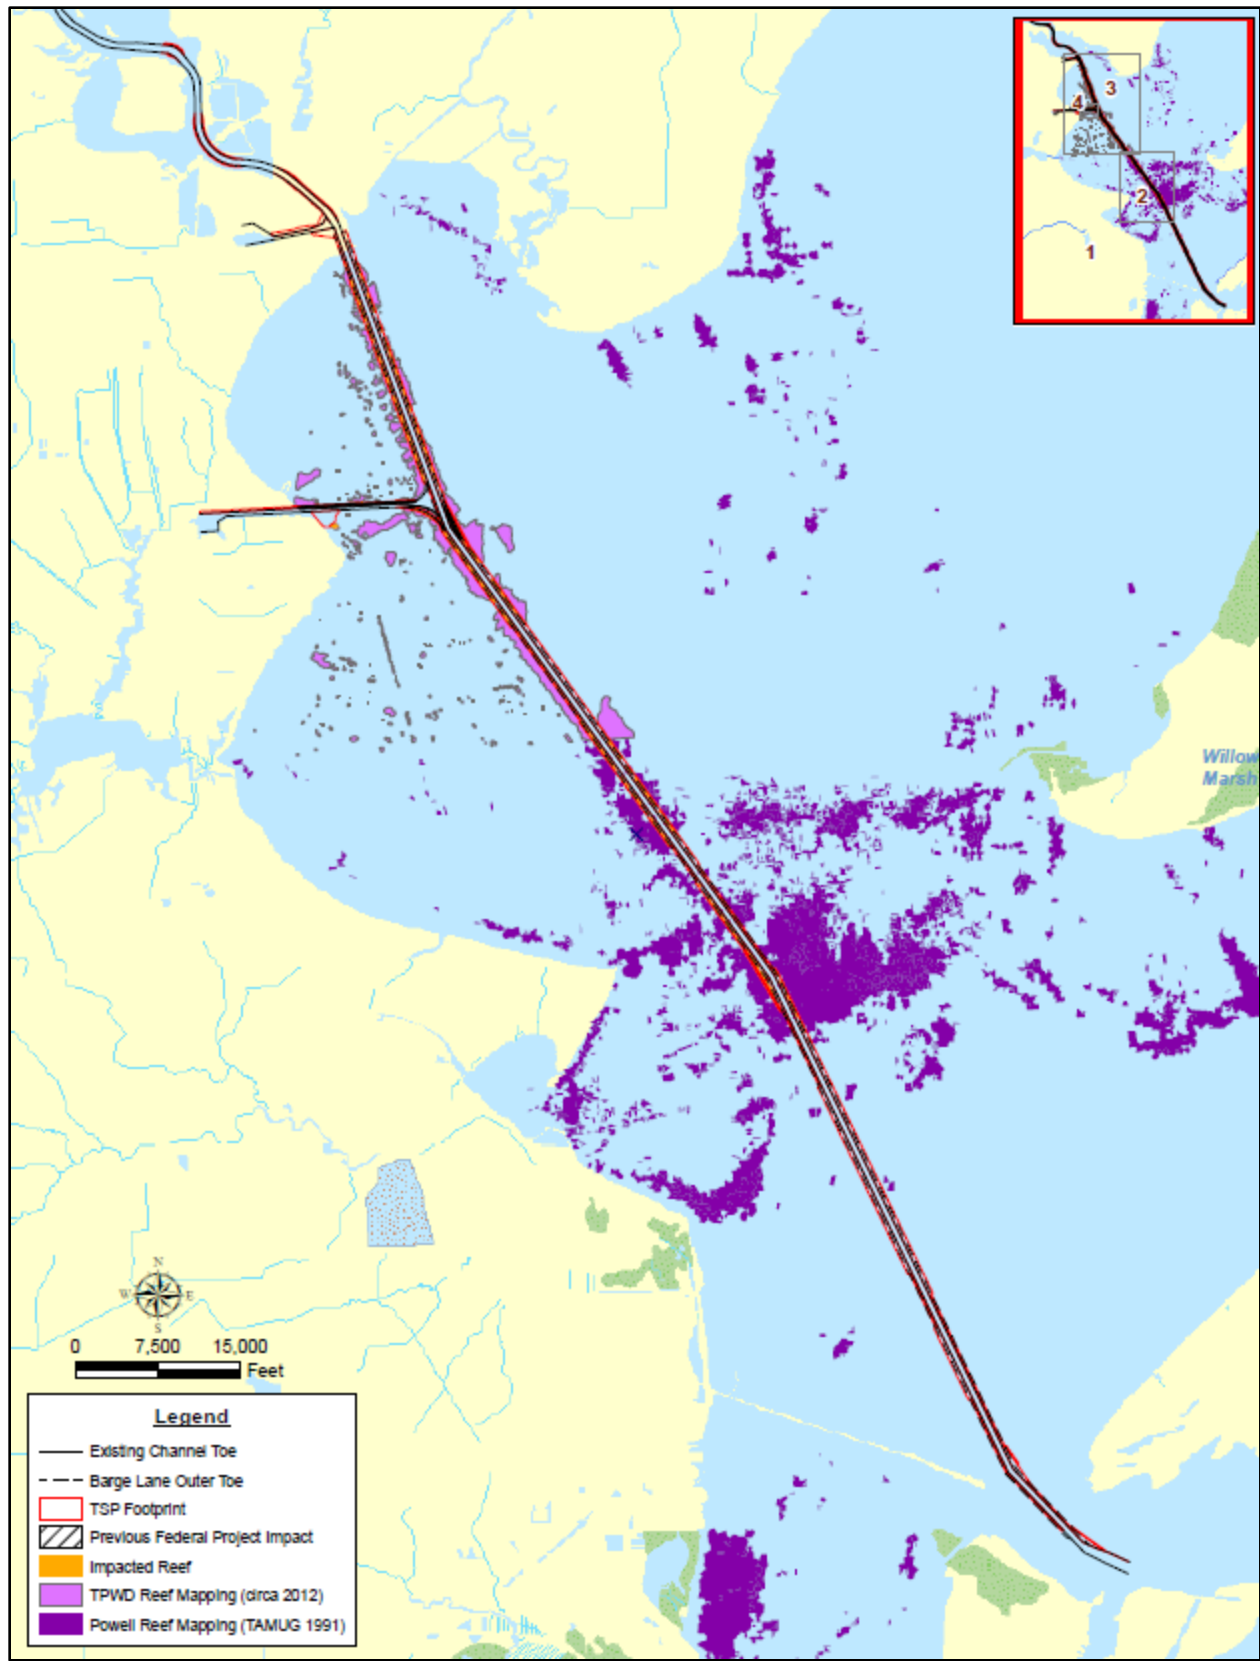 3
4
2
1
Willow
Marsh
N
W E
S
0 7,500 15,000
Feet
Legend
Existing Channel Toe
Barge Lane Outer Toe
TSP Footprint
Previous Federal Project Impact
Impacted Reef
TPWD Reef Mapping (circa 2012)
Powell Reef Mapping (TAMUG 1991)